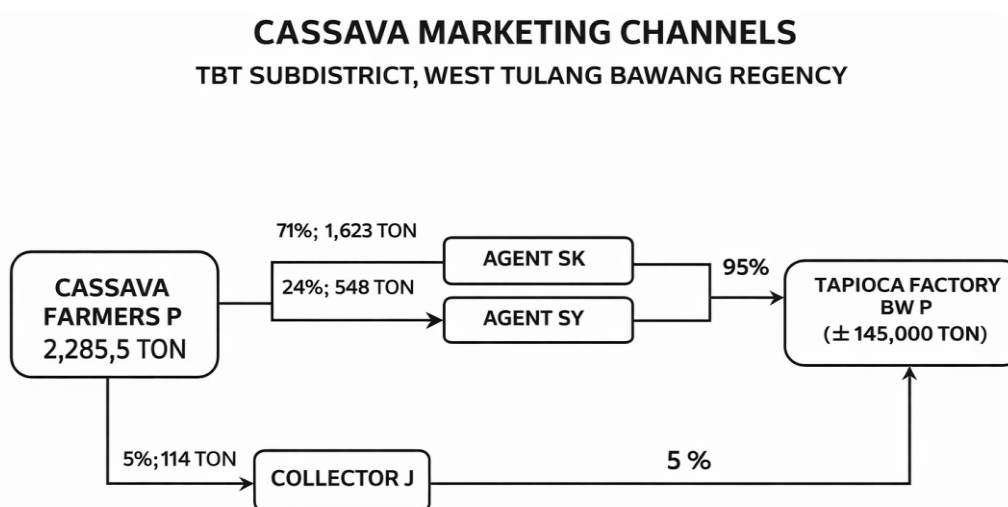 CASSAVA MARKETING CHANNELS
TBT SUBDISTRICT, WEST TULANG BAWANG REGENCY
71%; 1,623 TON
AGENT SK
95%
CASSAVA
FARMERS P
2,285,5 TON
24%; 548 TON
AGENT SY
TAPIOCA FACTORY
BW P
(± 145,000 TON)
5%; 114 TON
COLLECTOR J
5 %